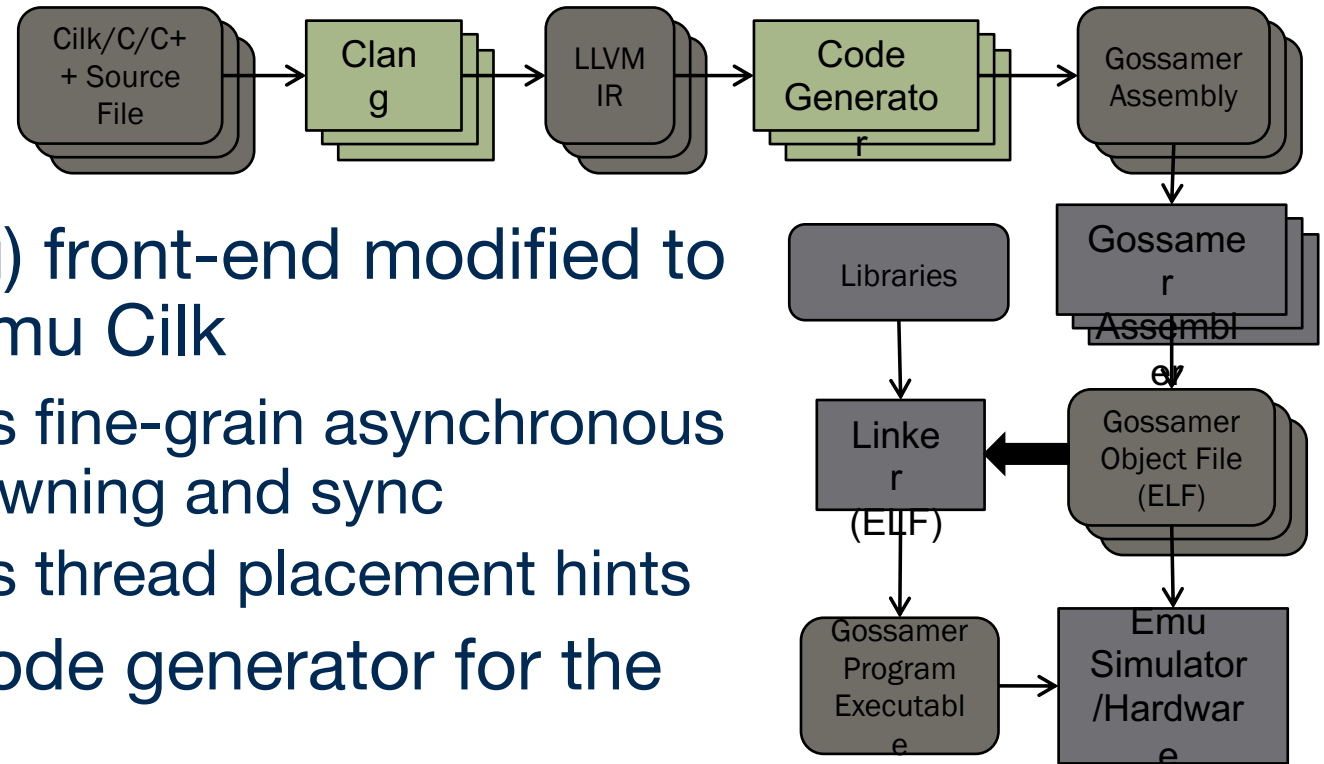 Cilk/C/C+
+ Source
File
Clan
g
LLVM
IR
Code
Generato
r
Gossamer
Assembly
) front-end modified to
mu Cilk
s fine-grain asynchronous
wning and sync
s thread placement hints
ode generator for the
Libraries
Gossame
r
Assembl
er
Linke
r
(ELF)
Gossamer
Object File
(ELF)
Gossamer
Program
Executabl
e
Emu
Simulator
/Hardwar
e